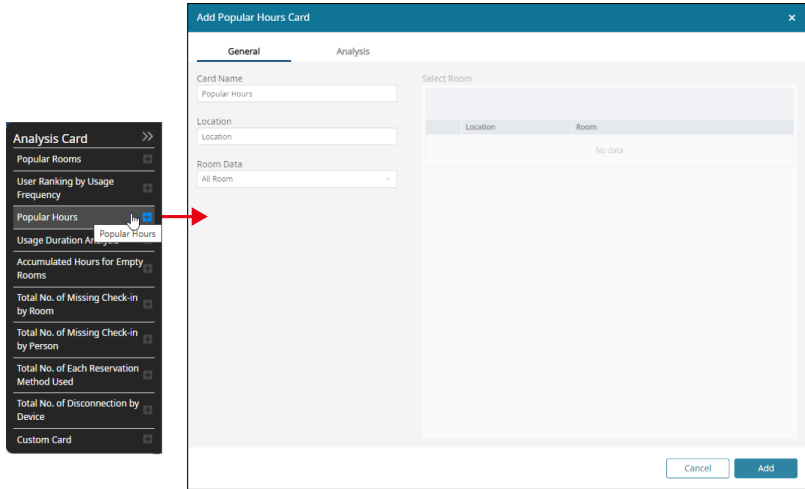 Analysis Card
Popular Rooms
User Ranking by Usage
Frequency
Popular Hours
Popular Hours
Usage Duration
Accumulated Hours for Empty
Rooms
Total No. of Missing Check-in
by Room
Total No. of Missing Check-in
by Person
Total No. of Each Reservation
Method Used
Total No. of Disconnection by
Device
Custom Card
Add Popular Hours Card
General Analysis
Card Name
Popular Hours
Location
Location
Room Data
All Room
Select Room
Location Room
No data
Cancel Add